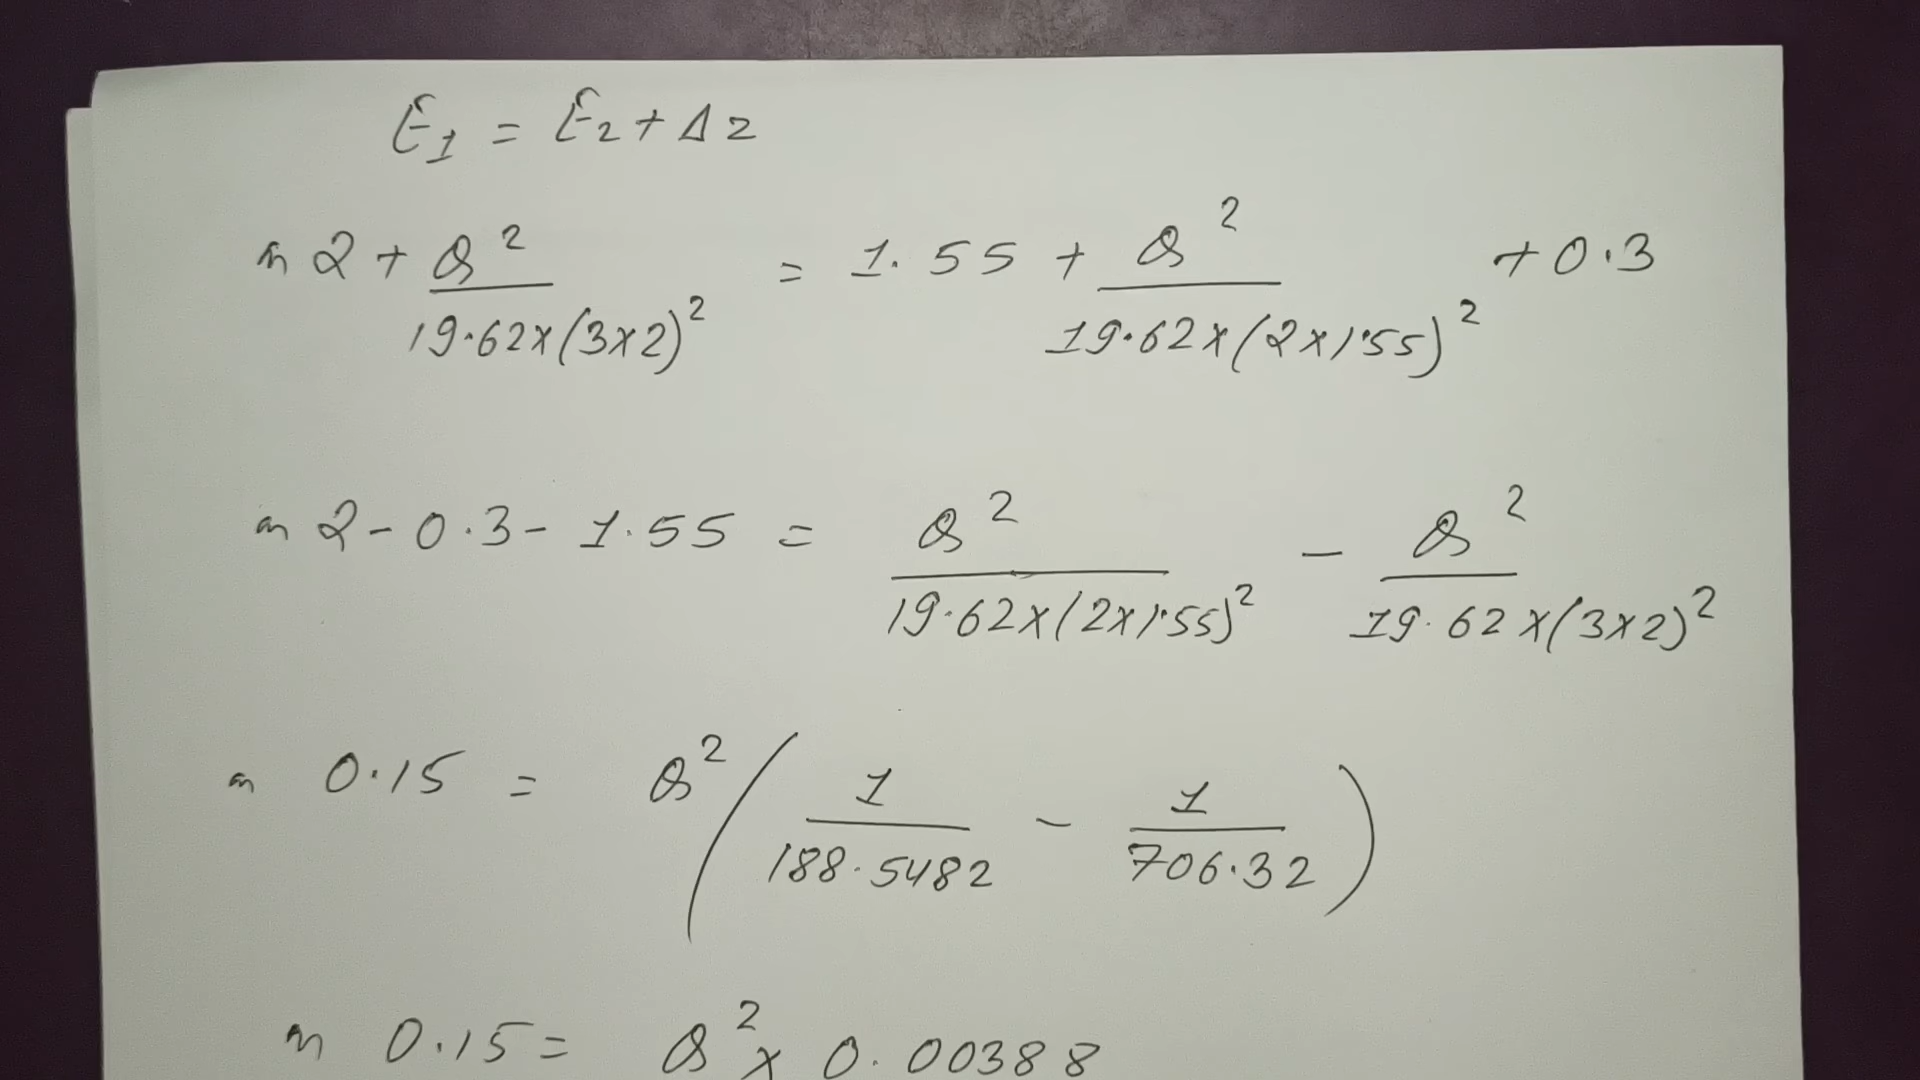 E₁ = E₂ + Δz
∴ 2 + Q² / 19.62×(3×2)² = 1.55 + Q² / 19.62×(2×1.55)² + 0.3
∴ 2 - 0.3 - 1.55 = Q² / 19.62×(2×1.55)² - Q² / 19.62×(3×2)²
∴ 0.15 = Q² (1 / 188.5482 - 1 / 706.32)
∴ 0.15 = Q² × 0.00388